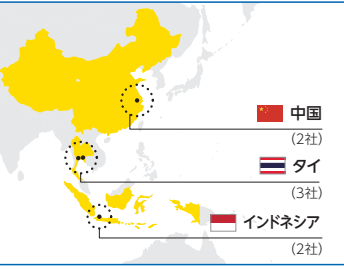 中国
(2社)
タイ
(3社)
インドネシア
(2社)